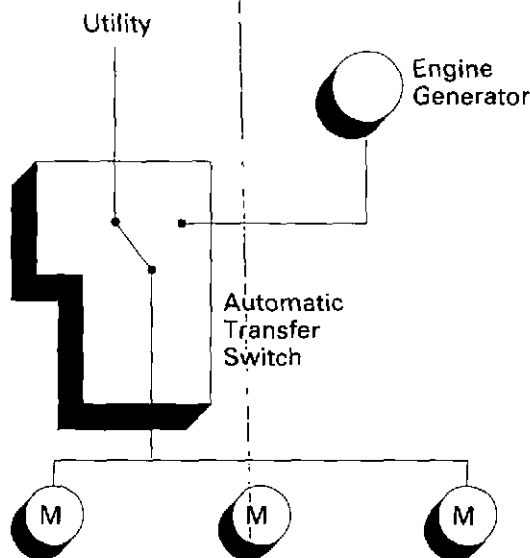 Utility
Engine
Generator
Automatic
Transfer
Switch
M
M
M